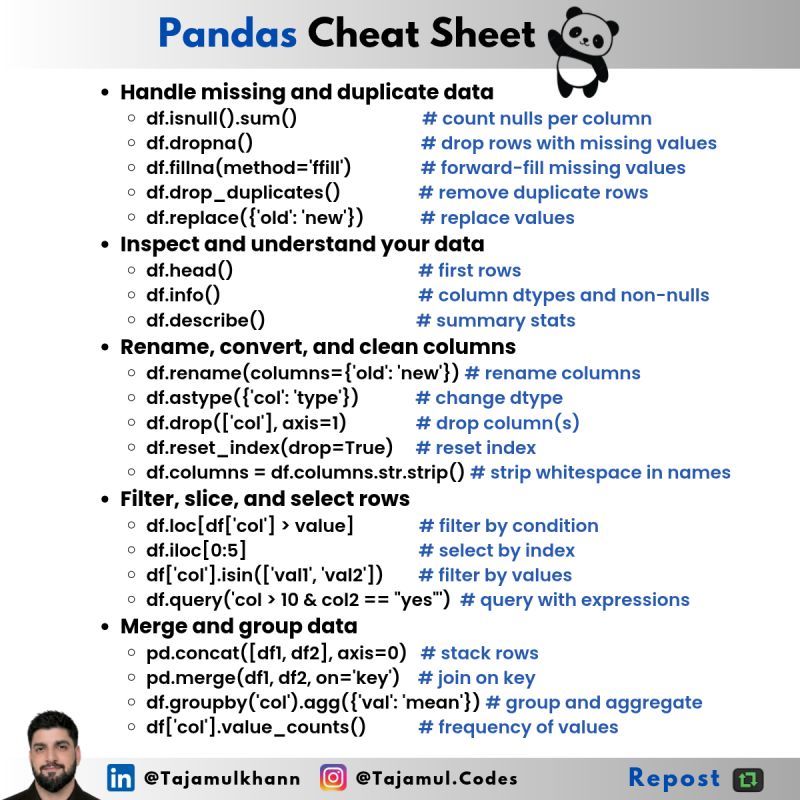 Pandas Cheat Sheet
• Handle missing and duplicate data
◦ df.isnull().sum() # count nulls per column
◦ df.dropna() # drop rows with missing values
◦ df.fillna(method='ffill') # forward-fill missing values
◦ df.drop_duplicates() # remove duplicate rows
◦ df.replace({'old': 'new'}) # replace values
• Inspect and understand your data
◦ df.head() # first rows
◦ df.info() # column dtypes and non-nulls
◦ df.describe() # summary stats
• Rename, convert, and clean columns
◦ df.rename(columns={'old': 'new'}) # rename columns
◦ df.astype({'col': 'type'}) # change dtype
◦ df.drop(['col'], axis=1) # drop column(s)
◦ df.reset_index(drop=True) # reset index
◦ df.columns = df.columns.str.strip() # strip whitespace in names
• Filter, slice, and select rows
◦ df.loc[df['col'] > value] # filter by condition
◦ df.iloc[0:5] # select by index
◦ df['col'].isin(['val1', 'val2']) # filter by values
◦ df.query('col > 10 & col2 == "yes"') # query with expressions
• Merge and group data
◦ pd.concat([df1, df2], axis=0) # stack rows
◦ pd.merge(df1, df2, on='key') # join on key
◦ df.groupby('col').agg({'val': 'mean'}) # group and aggregate
◦ df['col'].value_counts() # frequency of values
in @Tajamulkhann @Tajamul.Codes Repost